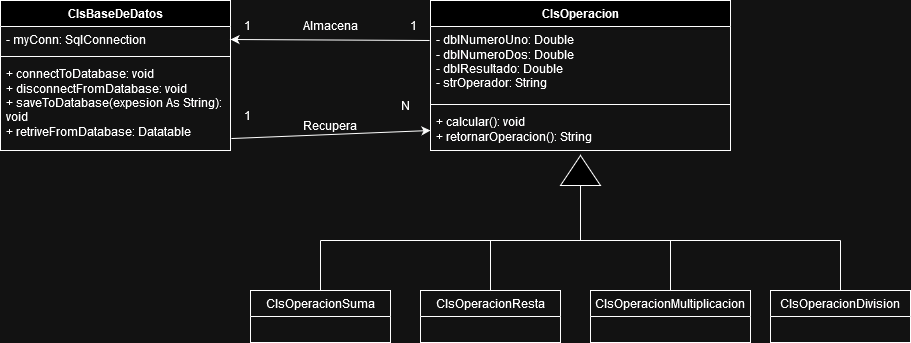 ClsBaseDeDatos
- myConn: SqlConnection
+ connectToDatabase: void
+ disconnectFromDatabase: void
+ saveToDatabase(expesion As String):
void
+ retriveFromDatabase: Datatable
1
Almacena
1
1
Recupera
N
ClsOperacion
- dblNumeroUno: Double
- dblNumeroDos: Double
- dblResultado: Double
- strOperador: String
+ calcular(): void
+ retornarOperacion(): String
ClsOperacionSuma
ClsOperacionResta
ClsOperacionMultiplicacion
ClsOperacionDivision